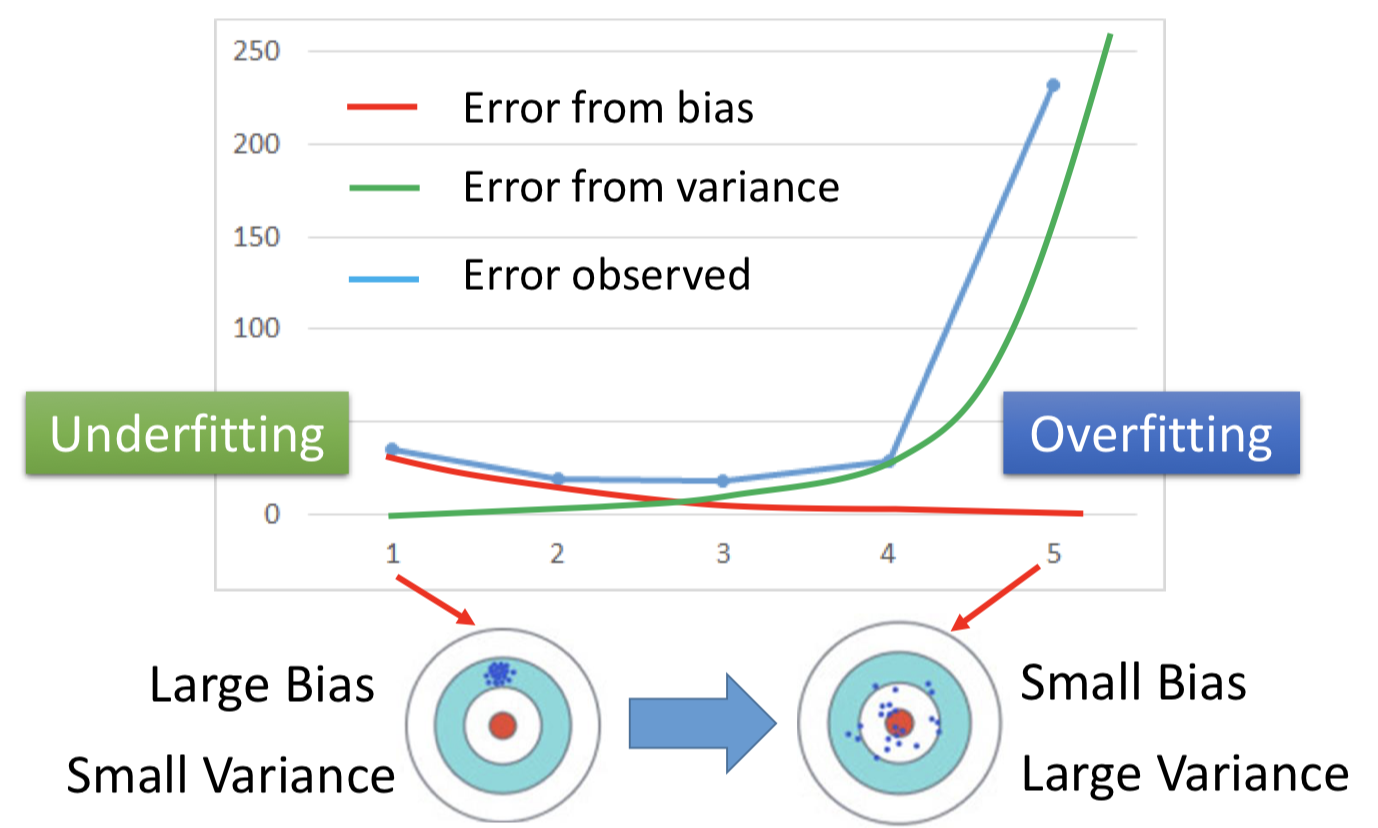 250
Error from bias
200
Error from variance
150
Error observed
100
Underfitting
Overfitting
0
1 2 3 4 5
Large Bias
Small Variance
Small Bias
Large Variance